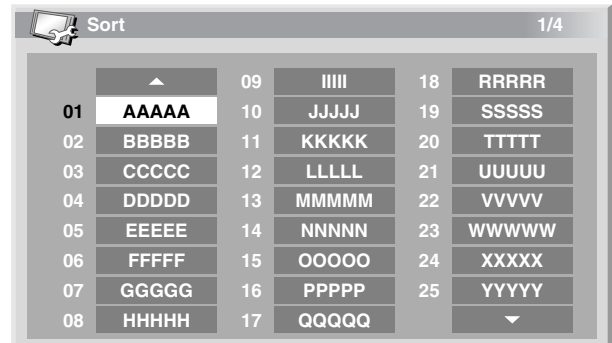 Sort 1/4
09 IIIII 18 RRRRR
01 AAAAA 10 JJJJJ 19 SSSSS
02 BBBBB 11 KKKKK 20 TTTTT
03 CCCCC 12 LLLLL 21 UUUUU
04 DDDDD 13 MMMMM 22 VVVVV
05 EEEEE 14 NNNNN 23 WWWWW
06 FFFFF 15 OOOOO 24 XXXXX
07 GGGGG 16 PPPPP 25 YYYYY
08 HHHHH 17 QQQQQ